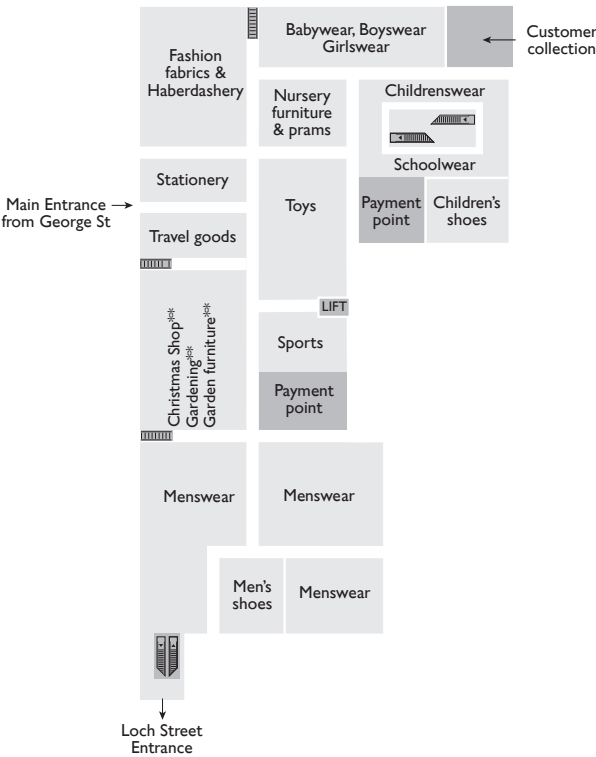 Babywear, Boyswear
Girlswear
Customer
collection
Fashion
fabrics &
Haberdashery
Nursery
furniture
& prams
Childrenswear
Schoolwear
Stationery
Toys
Payment
point
Children's
shoes
Main Entrance
from George St
Travel goods
LIFT
Christmas Shop**
Gardening**
Garden furniture**
Sports
Payment
point
Menswear
Menswear
Men's
shoes
Menswear
Loch Street
Entrance